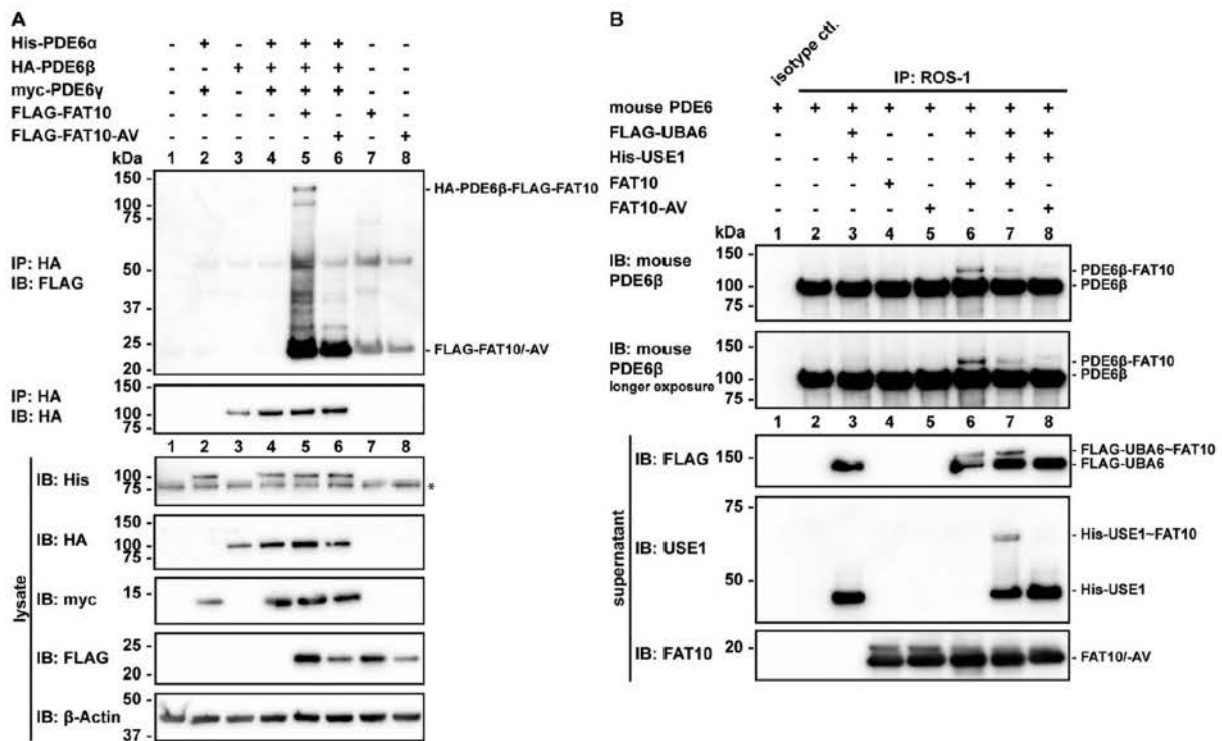 A
His-PDE6α - + - + + + - -
HA-PDE6β - - + + + + - -
myc-PDE6γ - + - + + + - -
FLAG-FAT10 - - - - + - + -
FLAG-FAT10-AV - - - - - + - +
kDa 1 2 3 4 5 6 7 8
150
100
75
50
37
25
20
IP: HA
IB: FLAG
HA-PDE6β-FLAG-FAT10
FLAG-FAT10/-AV
IP: HA
IB: HA
150
100
75
1 2 3 4 5 6 7 8
lysate
IB: His
100
75
*
IB: HA
150
100
75
IB: myc
15
IB: FLAG
25
20
IB: β-Actin
50
37
B
isotype ctl.
IP: ROS-1
mouse PDE6 + + + + + + + +
FLAG-UBA6 - - + - - + + +
His-USE1 - - + - - - + +
FAT10 - - - + - + + -
FAT10-AV - - - - + - - +
kDa 1 2 3 4 5 6 7 8
IB: mouse
PDE6β
150
100
75
PDE6β-FAT10
PDE6β
IB: mouse
PDE6β
longer exposure
150
100
75
PDE6β-FAT10
PDE6β
1 2 3 4 5 6 7 8
supernatant
IB: FLAG
150
FLAG-UBA6~FAT10
FLAG-UBA6
IB: USE1
75
50
His-USE1~FAT10
His-USE1
IB: FAT10
20
FAT10/-AV